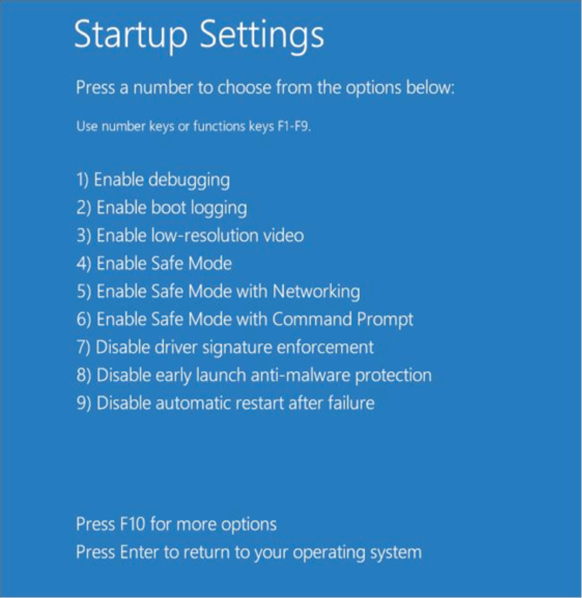 Startup Settings
Press a number to choose from the options below:
Use number keys or functions keys F1-F9.
1) Enable debugging
2) Enable boot logging
3) Enable low-resolution video
4) Enable Safe Mode
5) Enable Safe Mode with Networking
6) Enable Safe Mode with Command Prompt
7) Disable driver signature enforcement
8) Disable early launch anti-malware protection
9) Disable automatic restart after failure
Press F10 for more options
Press Enter to return to your operating system